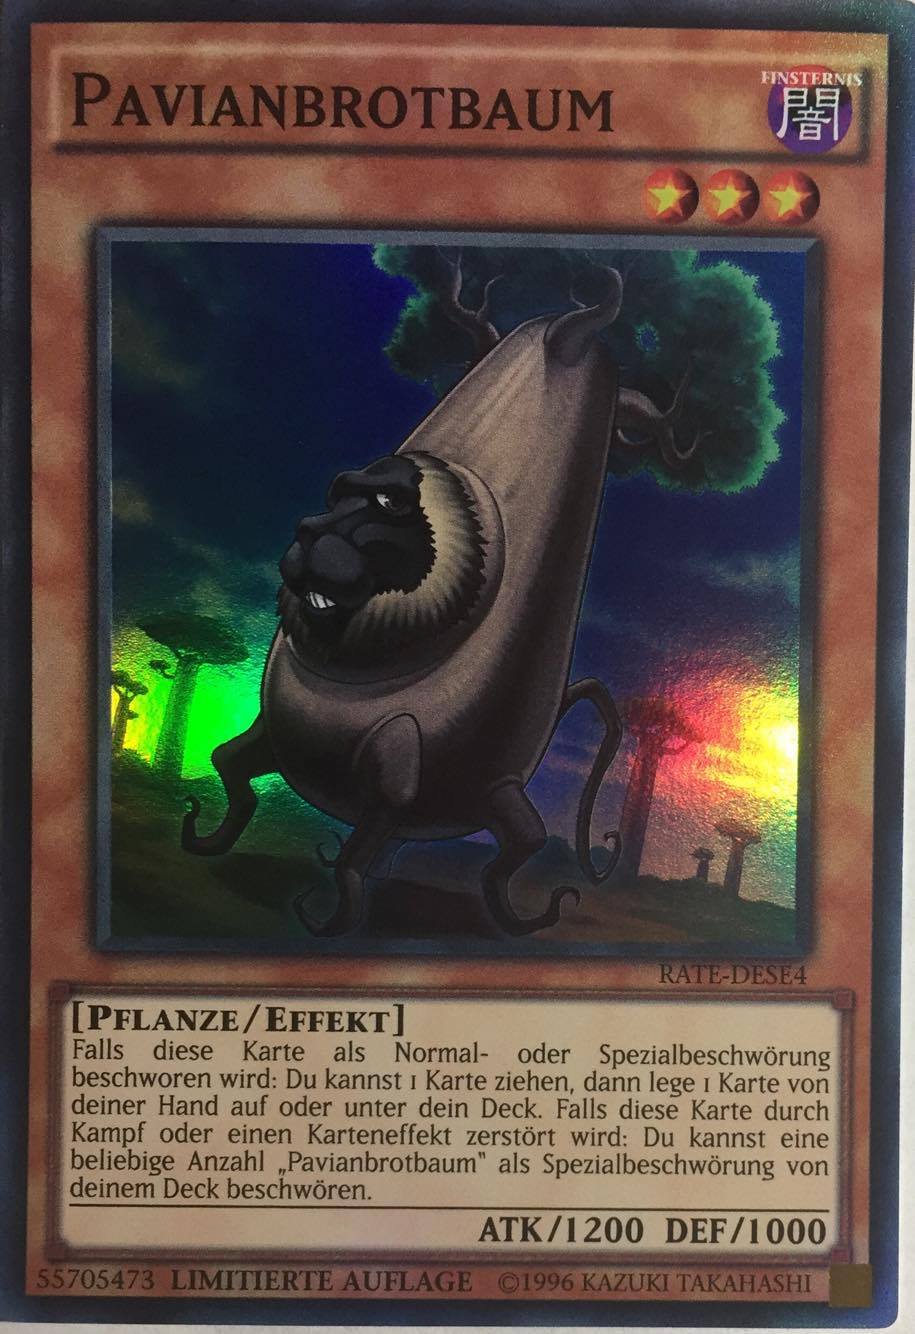 PAVIANBROTBAUM
FINSTERNIS
闇
RATE-DESE4
[PFLANZE/EFFEKT]
Falls diese Karte als Normal- oder Spezialbeschwörung
beschworen wird: Du kannst 1 Karte ziehen, dann lege 1 Karte von
deiner Hand auf oder unter dein Deck. Falls diese Karte durch
Kampf oder einen Karteneffekt zerstört wird: Du kannst eine
beliebige Anzahl „Pavianbrotbaum" als Spezialbeschwörung von
deinem Deck beschwören.
ATK/1200 DEF/1000
55705473 LIMITIERTE AUFLAGE ©1996 KAZUKI TAKAHASHI